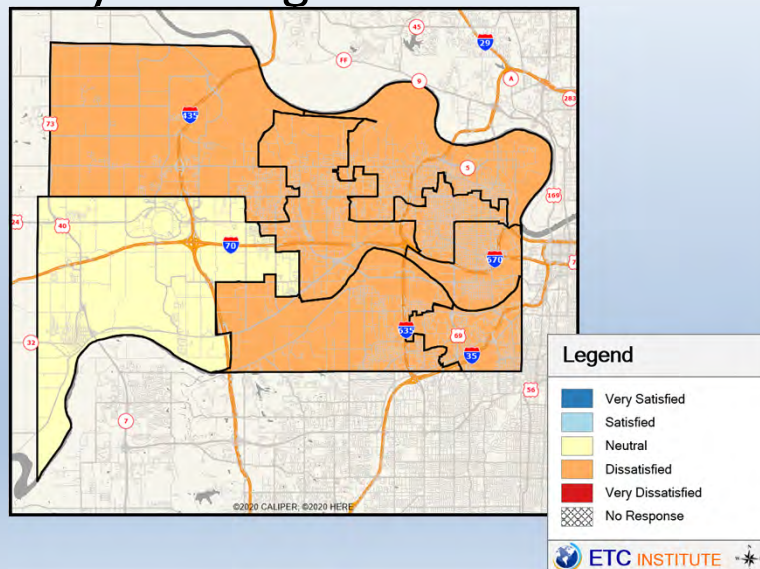 45
29
FF
9
A
283
435
73
5
169
24
40
70
670
7
32
635
69
35
56
7
©2020 CALIPER; ©2020 HERE
Legend
Very Satisfied
Satisfied
Neutral
Dissatisfied
Very Dissatisfied
No Response
ETC INSTITUTE